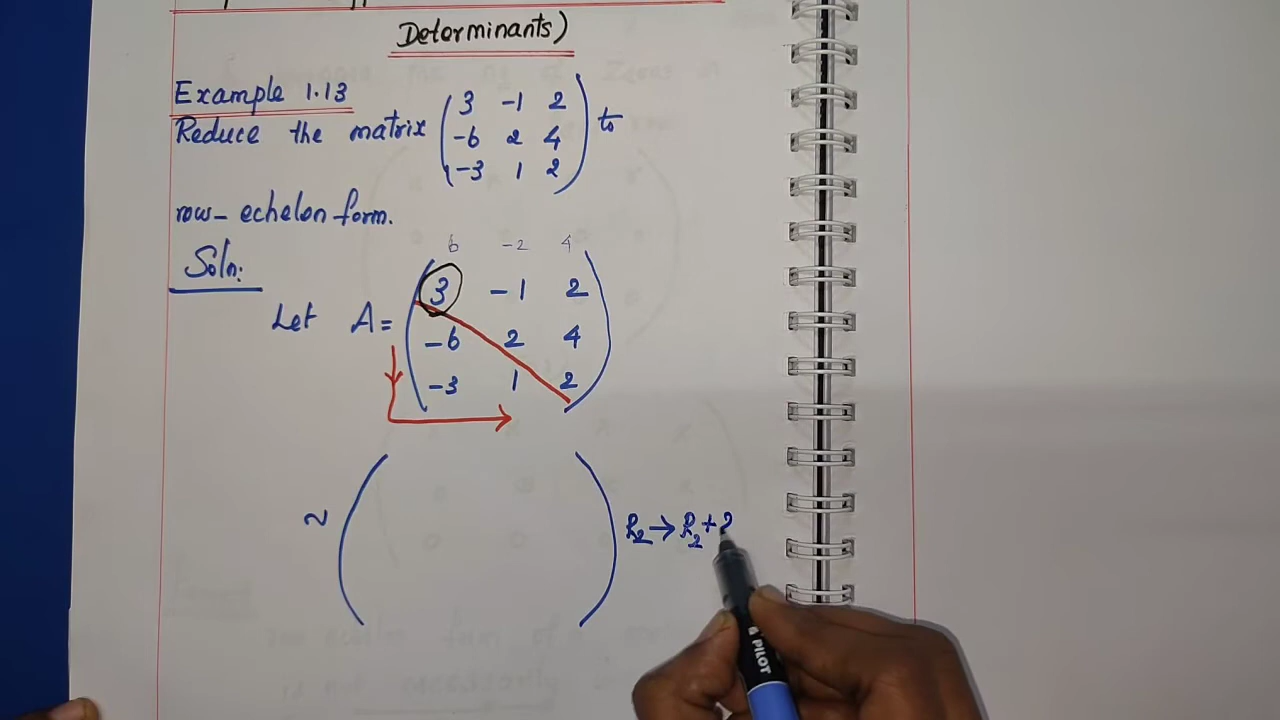 Determinants)
Example 1.13
Reduce the matrix ( 3 -1 2
-6 2 4
-3 1 2 ) to
row-echelon form.
Soln:
6 -2 4
Let A = ( 3 -1 2
-6 2 4
-3 1 2 )
~ ( ) R2 → R2 + 2
PILOT